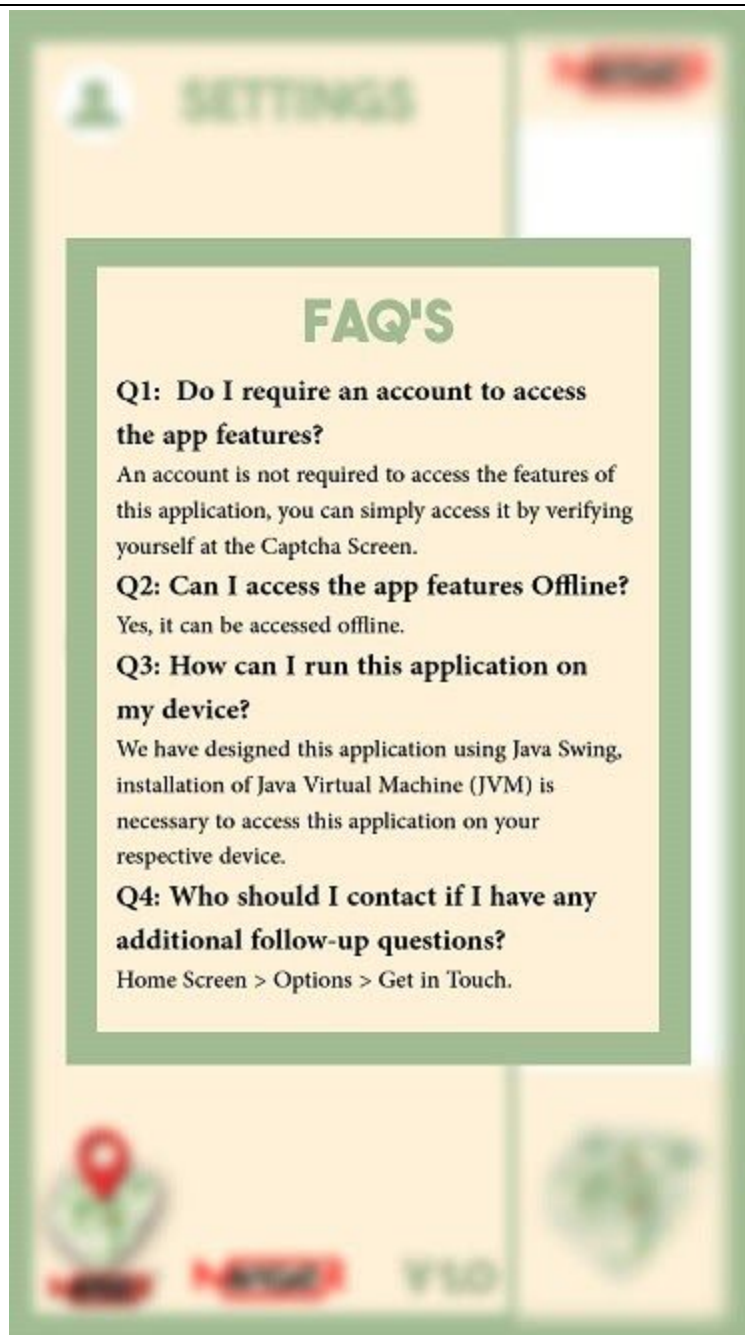 SETTINGS
FAQ'S
Q1: Do I require an account to access
the app features?
An account is not required to access the features of
this application, you can simply access it by verifying
yourself at the Captcha Screen.
Q2: Can I access the app features Offline?
Yes, it can be accessed offline.
Q3: How can I run this application on
my device?
We have designed this application using Java Swing,
installation of Java Virtual Machine (JVM) is
necessary to access this application on your
respective device.
Q4: Who should I contact if I have any
additional follow-up questions?
Home Screen > Options > Get in Touch.
V 1.0